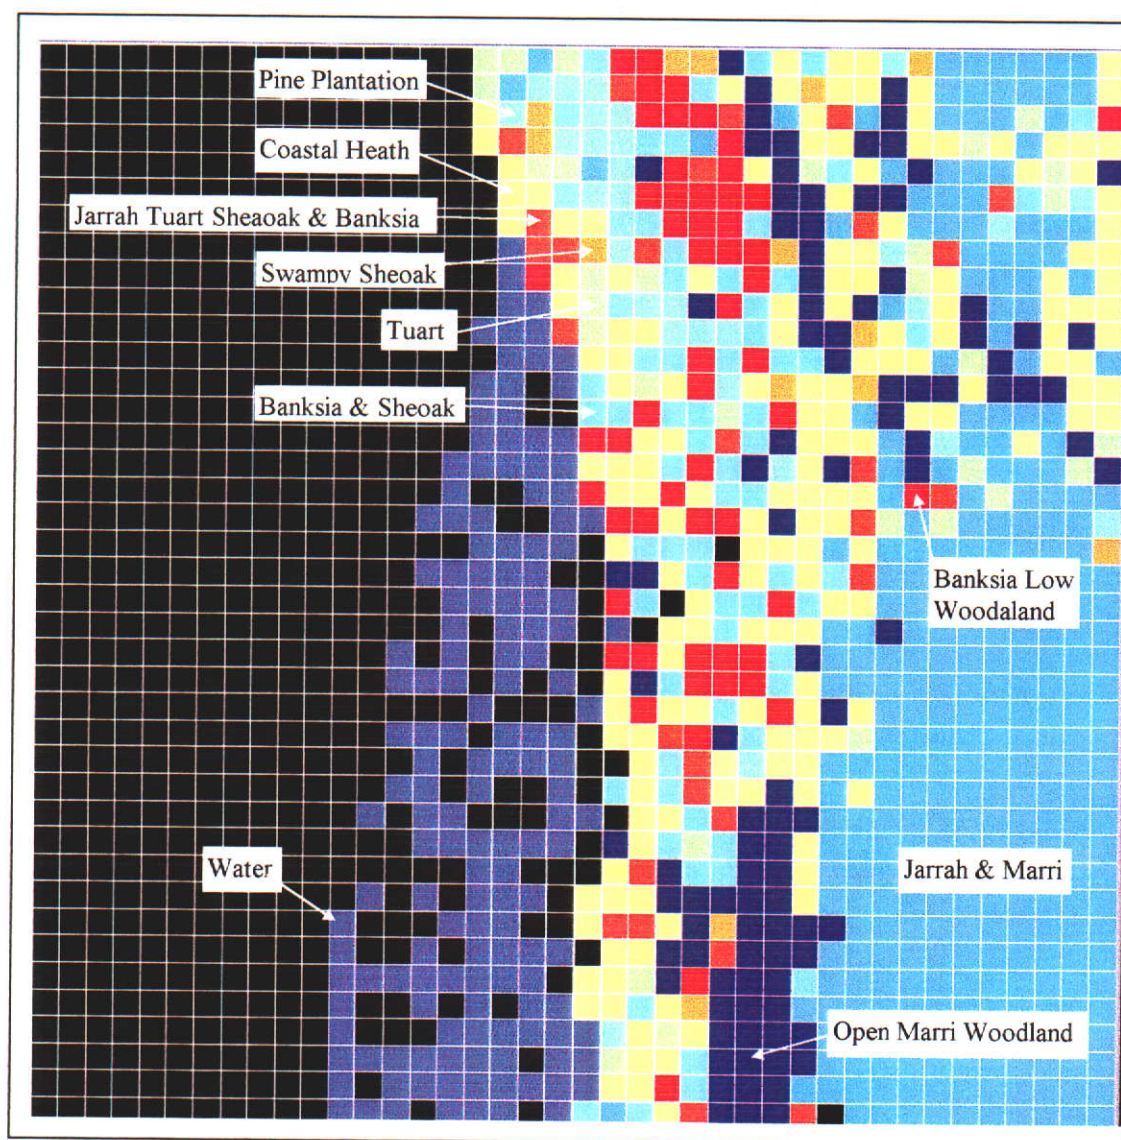 Pine Plantation
Coastal Heath
Jarrah Tuart Sheaoak & Banksia
Swampy Sheoak
Tuart
Banksia & Sheoak
Banksia Low
Woodaland
Water
Jarrah & Marri
Open Marri Woodland